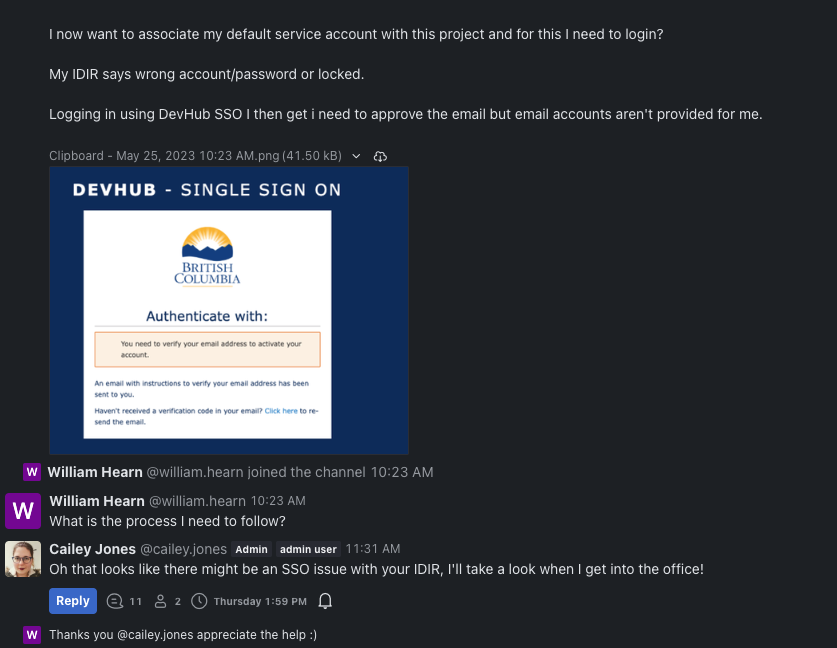 I now want to associate my default service account with this project and for this I need to login?
My IDIR says wrong account/password or locked.
Logging in using DevHub SSO I then get i need to approve the email but email accounts aren't provided for me.
Clipboard - May 25, 2023 10:23 AM.png (41.50 kB)
DEVHUB - SINGLE SIGN ON
BRITISH
COLUMBIA
Authenticate with:
You need to verify your email address to activate your
account.
An email with instructions to verify your email address has been
sent to you.
Haven't received a verification code in your email? Click here to re-
send the email.
W William Hearn @william.hearn joined the channel 10:23 AM
W William Hearn @william.hearn 10:23 AM
What is the process I need to follow?
Cailey Jones @cailey.jones Admin admin user 11:31 AM
Oh that looks like there might be an SSO issue with your IDIR, I'll take a look when I get into the office!
Reply 11 2 Thursday 1:59 PM
W Thanks you @cailey.jones appreciate the help :)